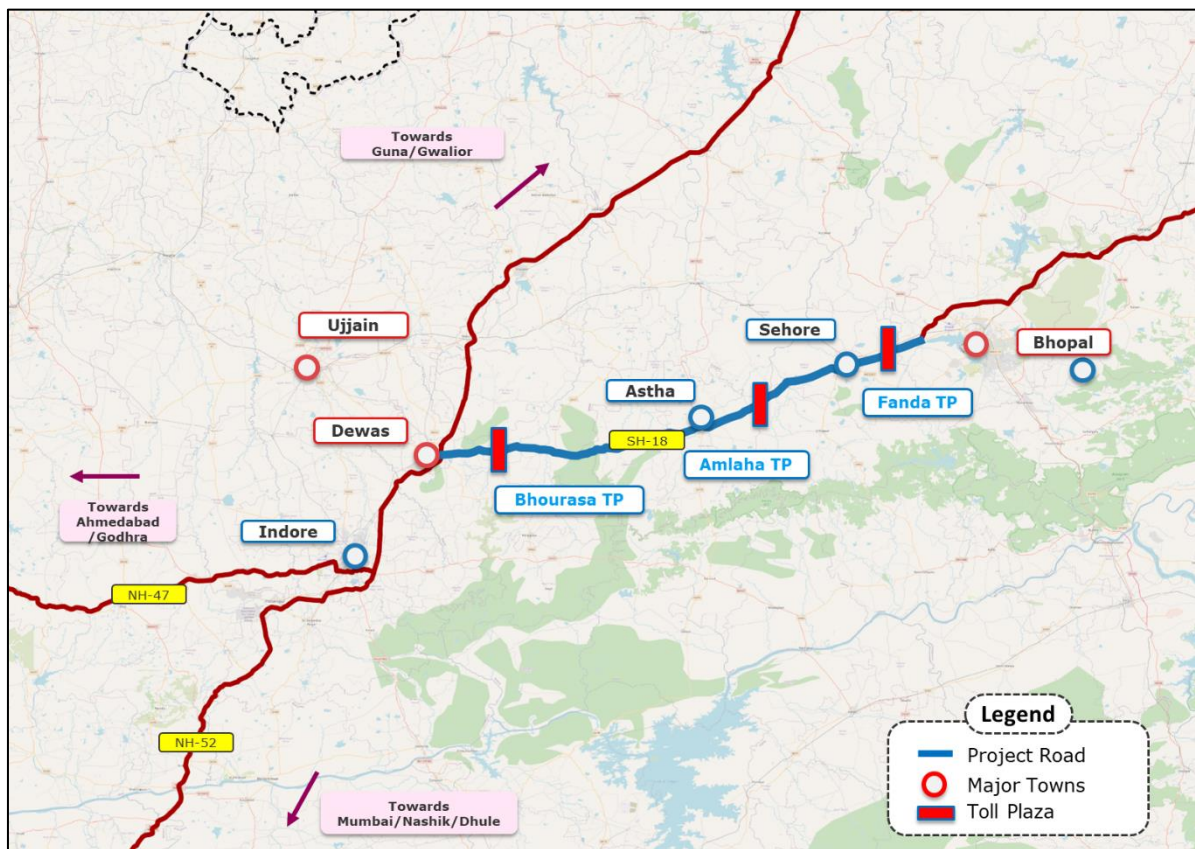 Towards
Guna/Gwalior
Ujjain
Sehore
Bhopal
Astha
Fanda TP
Dewas
SH-18
Amlaha TP
Bhourasa TP
Towards
Ahmedabad
/Godhra
Indore
NH-47
NH-52
Towards
Mumbai/Nashik/Dhule
Legend
Project Road
Major Towns
Toll Plaza